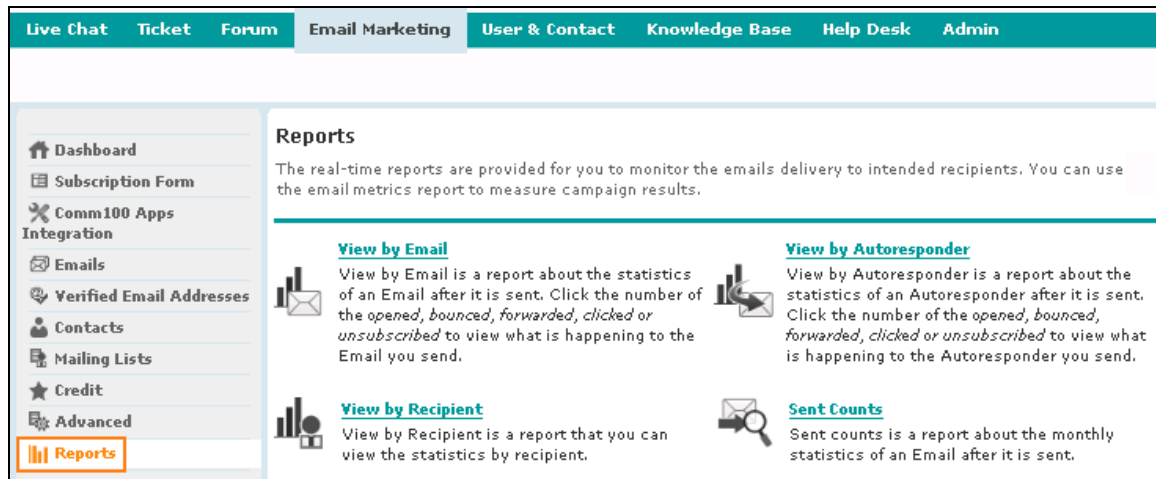 Live Chat Ticket Forum Email Marketing User & Contact Knowledge Base Help Desk Admin
Dashboard
Subscription Form
Comm100 Apps
Integration
Emails
Verified Email Addresses
Contacts
Mailing Lists
Credit
Advanced
Reports
Reports
The real-time reports are provided for you to monitor the emails delivery to intended recipients. You can use
the email metrics report to measure campaign results.
View by Email
View by Email is a report about the statistics
of an Email after it is sent. Click the number of
the opened, bounced, forwarded, clicked or
unsubscribed to view what is happening to the
Email you send.
View by Autoresponder
View by Autoresponder is a report about the
statistics of an Autoresponder after it is sent.
Click the number of the opened, bounced,
forwarded, clicked or unsubscribed to view what
is happening to the Autoresponder you send.
View by Recipient
View by Recipient is a report that you can
view the statistics by recipient.
Sent Counts
Sent counts is a report about the monthly
statistics of an Email after it is sent.